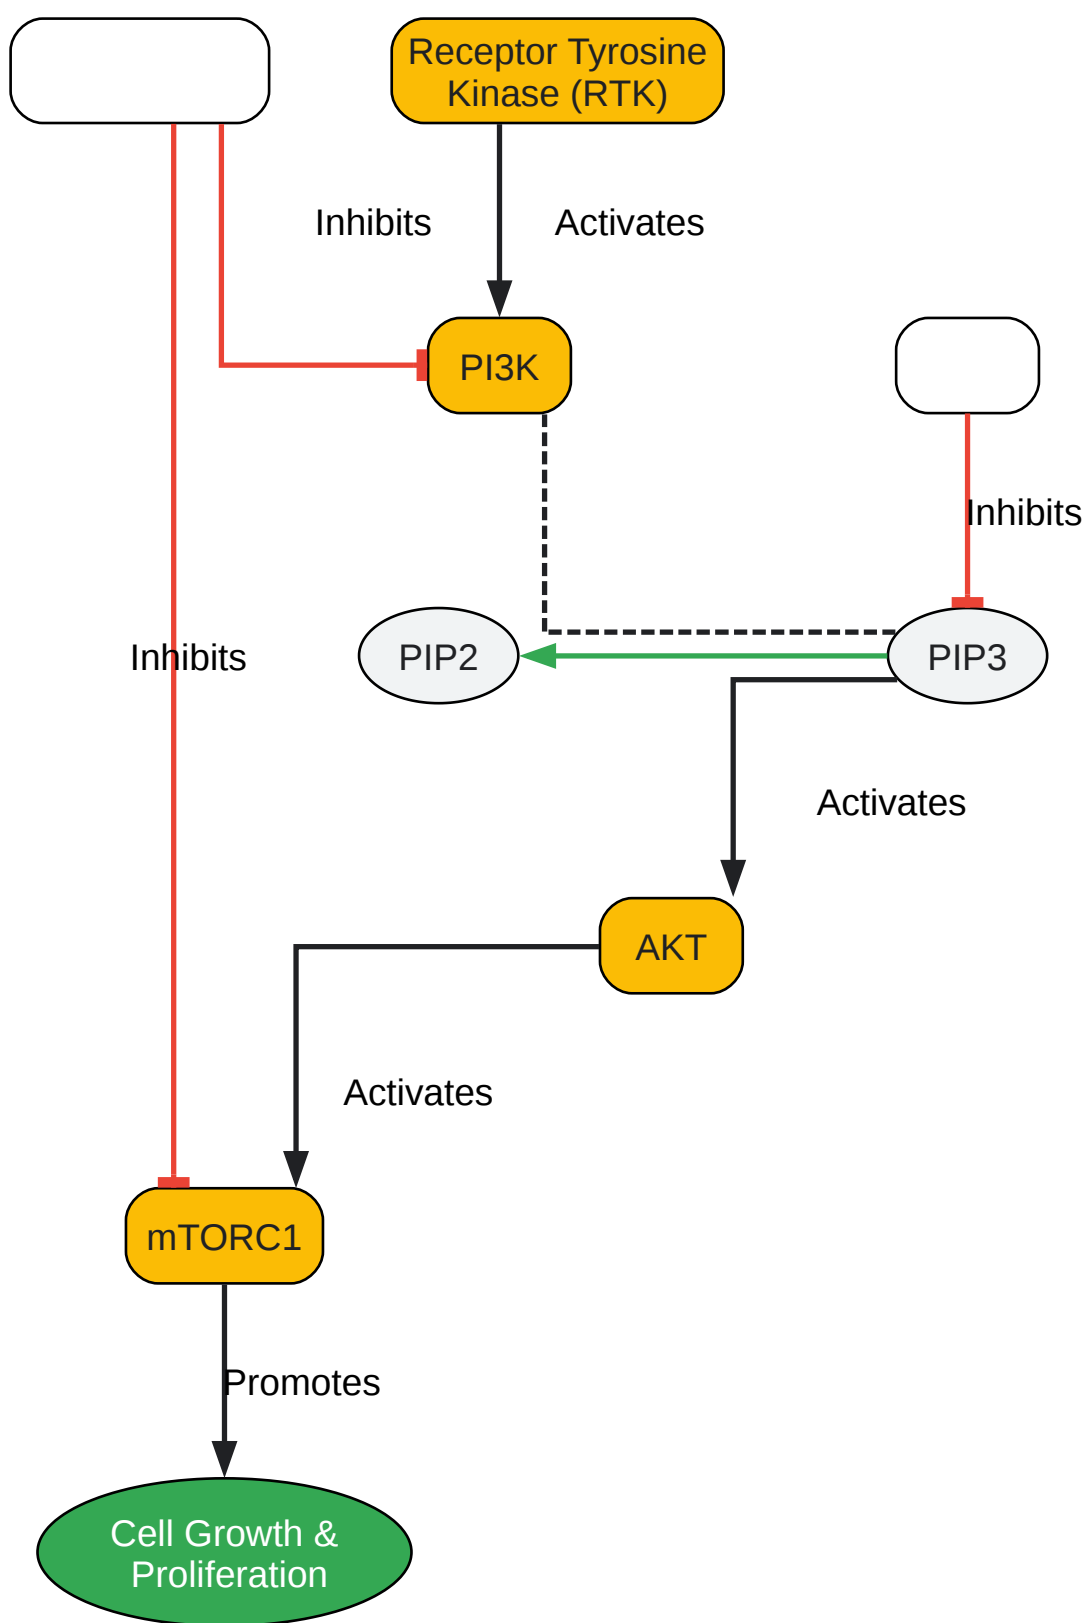 Receptor Tyrosine
Kinase (RTK)
Inhibits
Activates
PI3K
Inhibits
Inhibits
PIP2
PIP3
Activates
AKT
Activates
mTORC1
Promotes
Cell Growth &
Proliferation